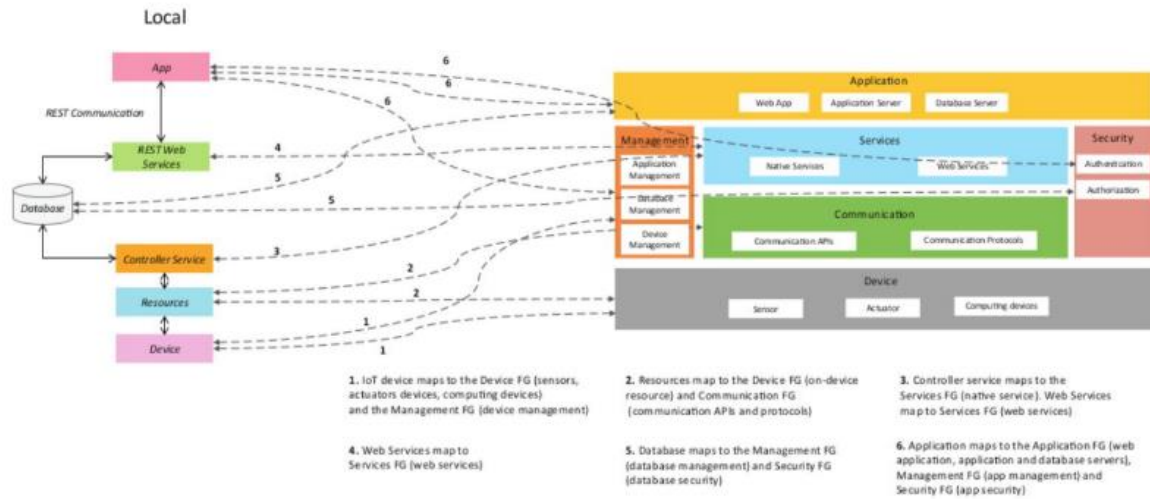 Local
App
REST Communication
REST Web
Services
Database
Controller Service
Resources
Device
6
6
6
4
5
5
3
2
2
1
1
Application
Web App
Application Server
Database Server
Management
Application
Management
Database
Management
Device
Management
Services
Native Services
Web Services
Security
Authentication
Authorization
Communication
Communication APIs
Communication Protocols
Device
Sensor
Actuator
Computing devices
1. IoT device maps to the Device FG (sensors,
actuators devices, computing devices)
and the Management FG (device management)
2. Resources map to the Device FG (on-device
resource) and Communication FG
(communication APIs and protocols)
3. Controller service maps to the
Services FG (native service). Web Services
map to Services FG (web services)
4. Web Services map to
Services FG (web services)
5. Database maps to the Management FG
(database management) and Security FG
(database security)
6. Application maps to the Application FG (web
application, application and database servers),
Management FG (app management) and
Security FG (app security)